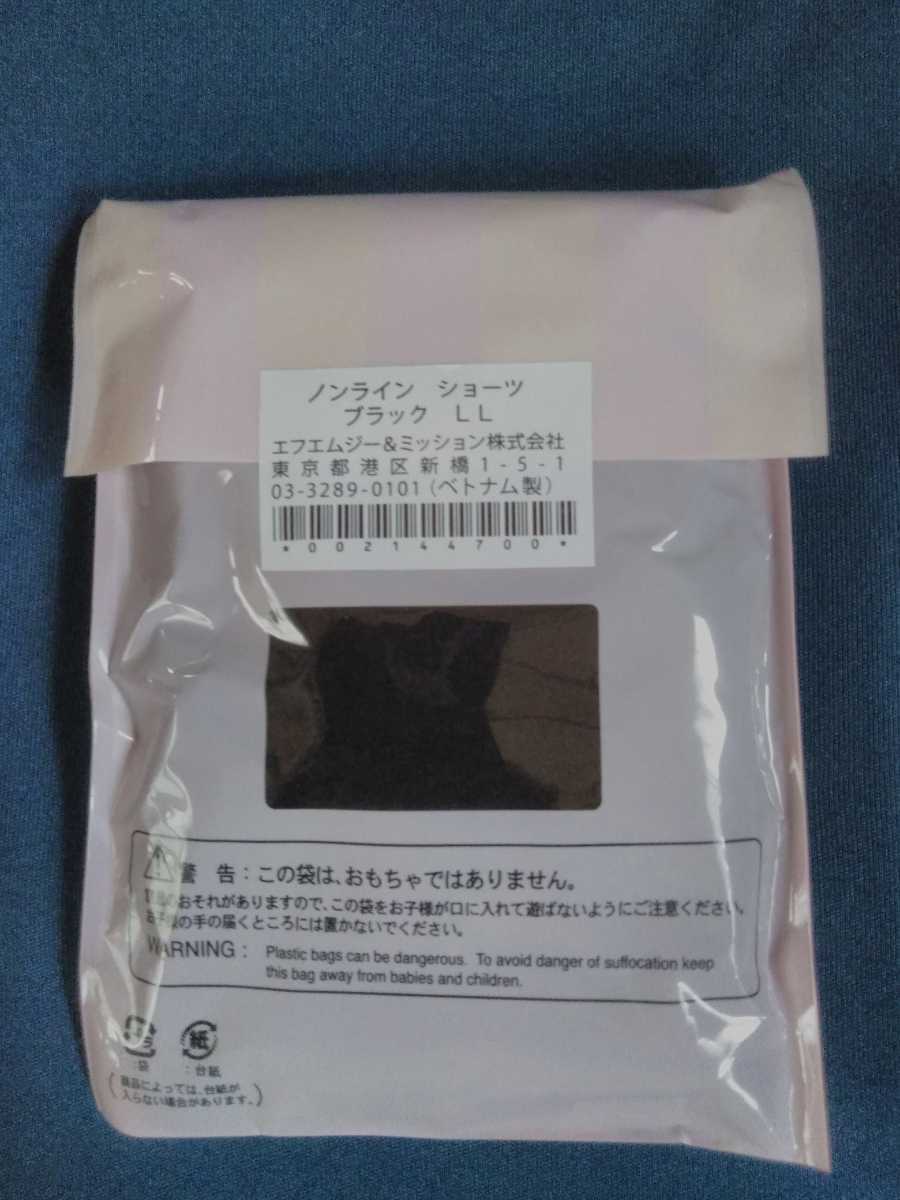 ノンライン ショーツ
ブラック LL
エフエムジー&ミッション株式会社
東京都港区新橋1-5-1
03-3289-0101(ベトナム製)
*002144700*
警 告:この袋は、おもちゃではありません。
のおそれがありますので、この袋をお子様が口に入れて遊ばないようにご注意ください。
お子様の手の届くところには置かないでください。
WARNING: Plastic bags can be dangerous. To avoid danger of suffocation keep
this bag away from babies and children.
プラ 紙
:袋 :台紙
(商品によっては、台紙が
入らない場合があります。)